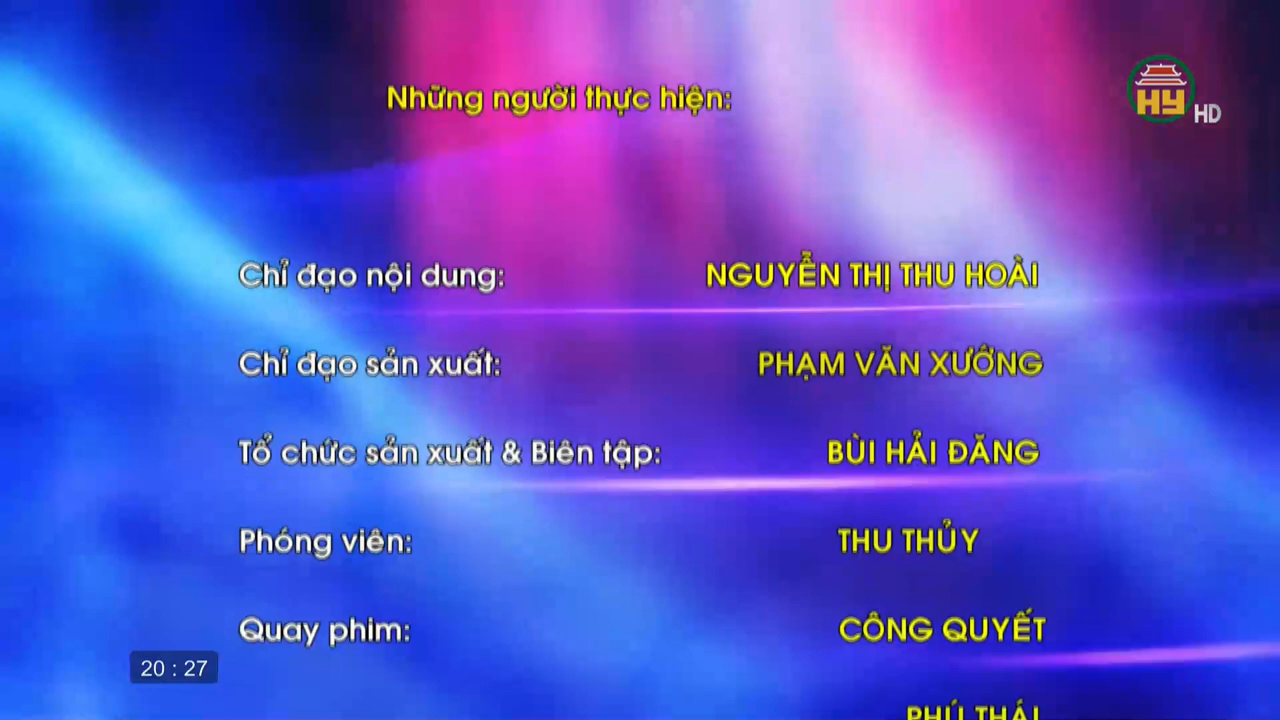 Những người thực hiện:
HY HD
Chỉ đạo nội dung: NGUYỄN THỊ THU HOÀI
Chỉ đạo sản xuất: PHẠM VĂN XƯỞNG
Tổ chức sản xuất & Biên tập: BÙI HẢI ĐĂNG
Phóng viên: THU THỦY
Quay phim: CÔNG QUYẾT
20 : 27
PHÚ THÁI